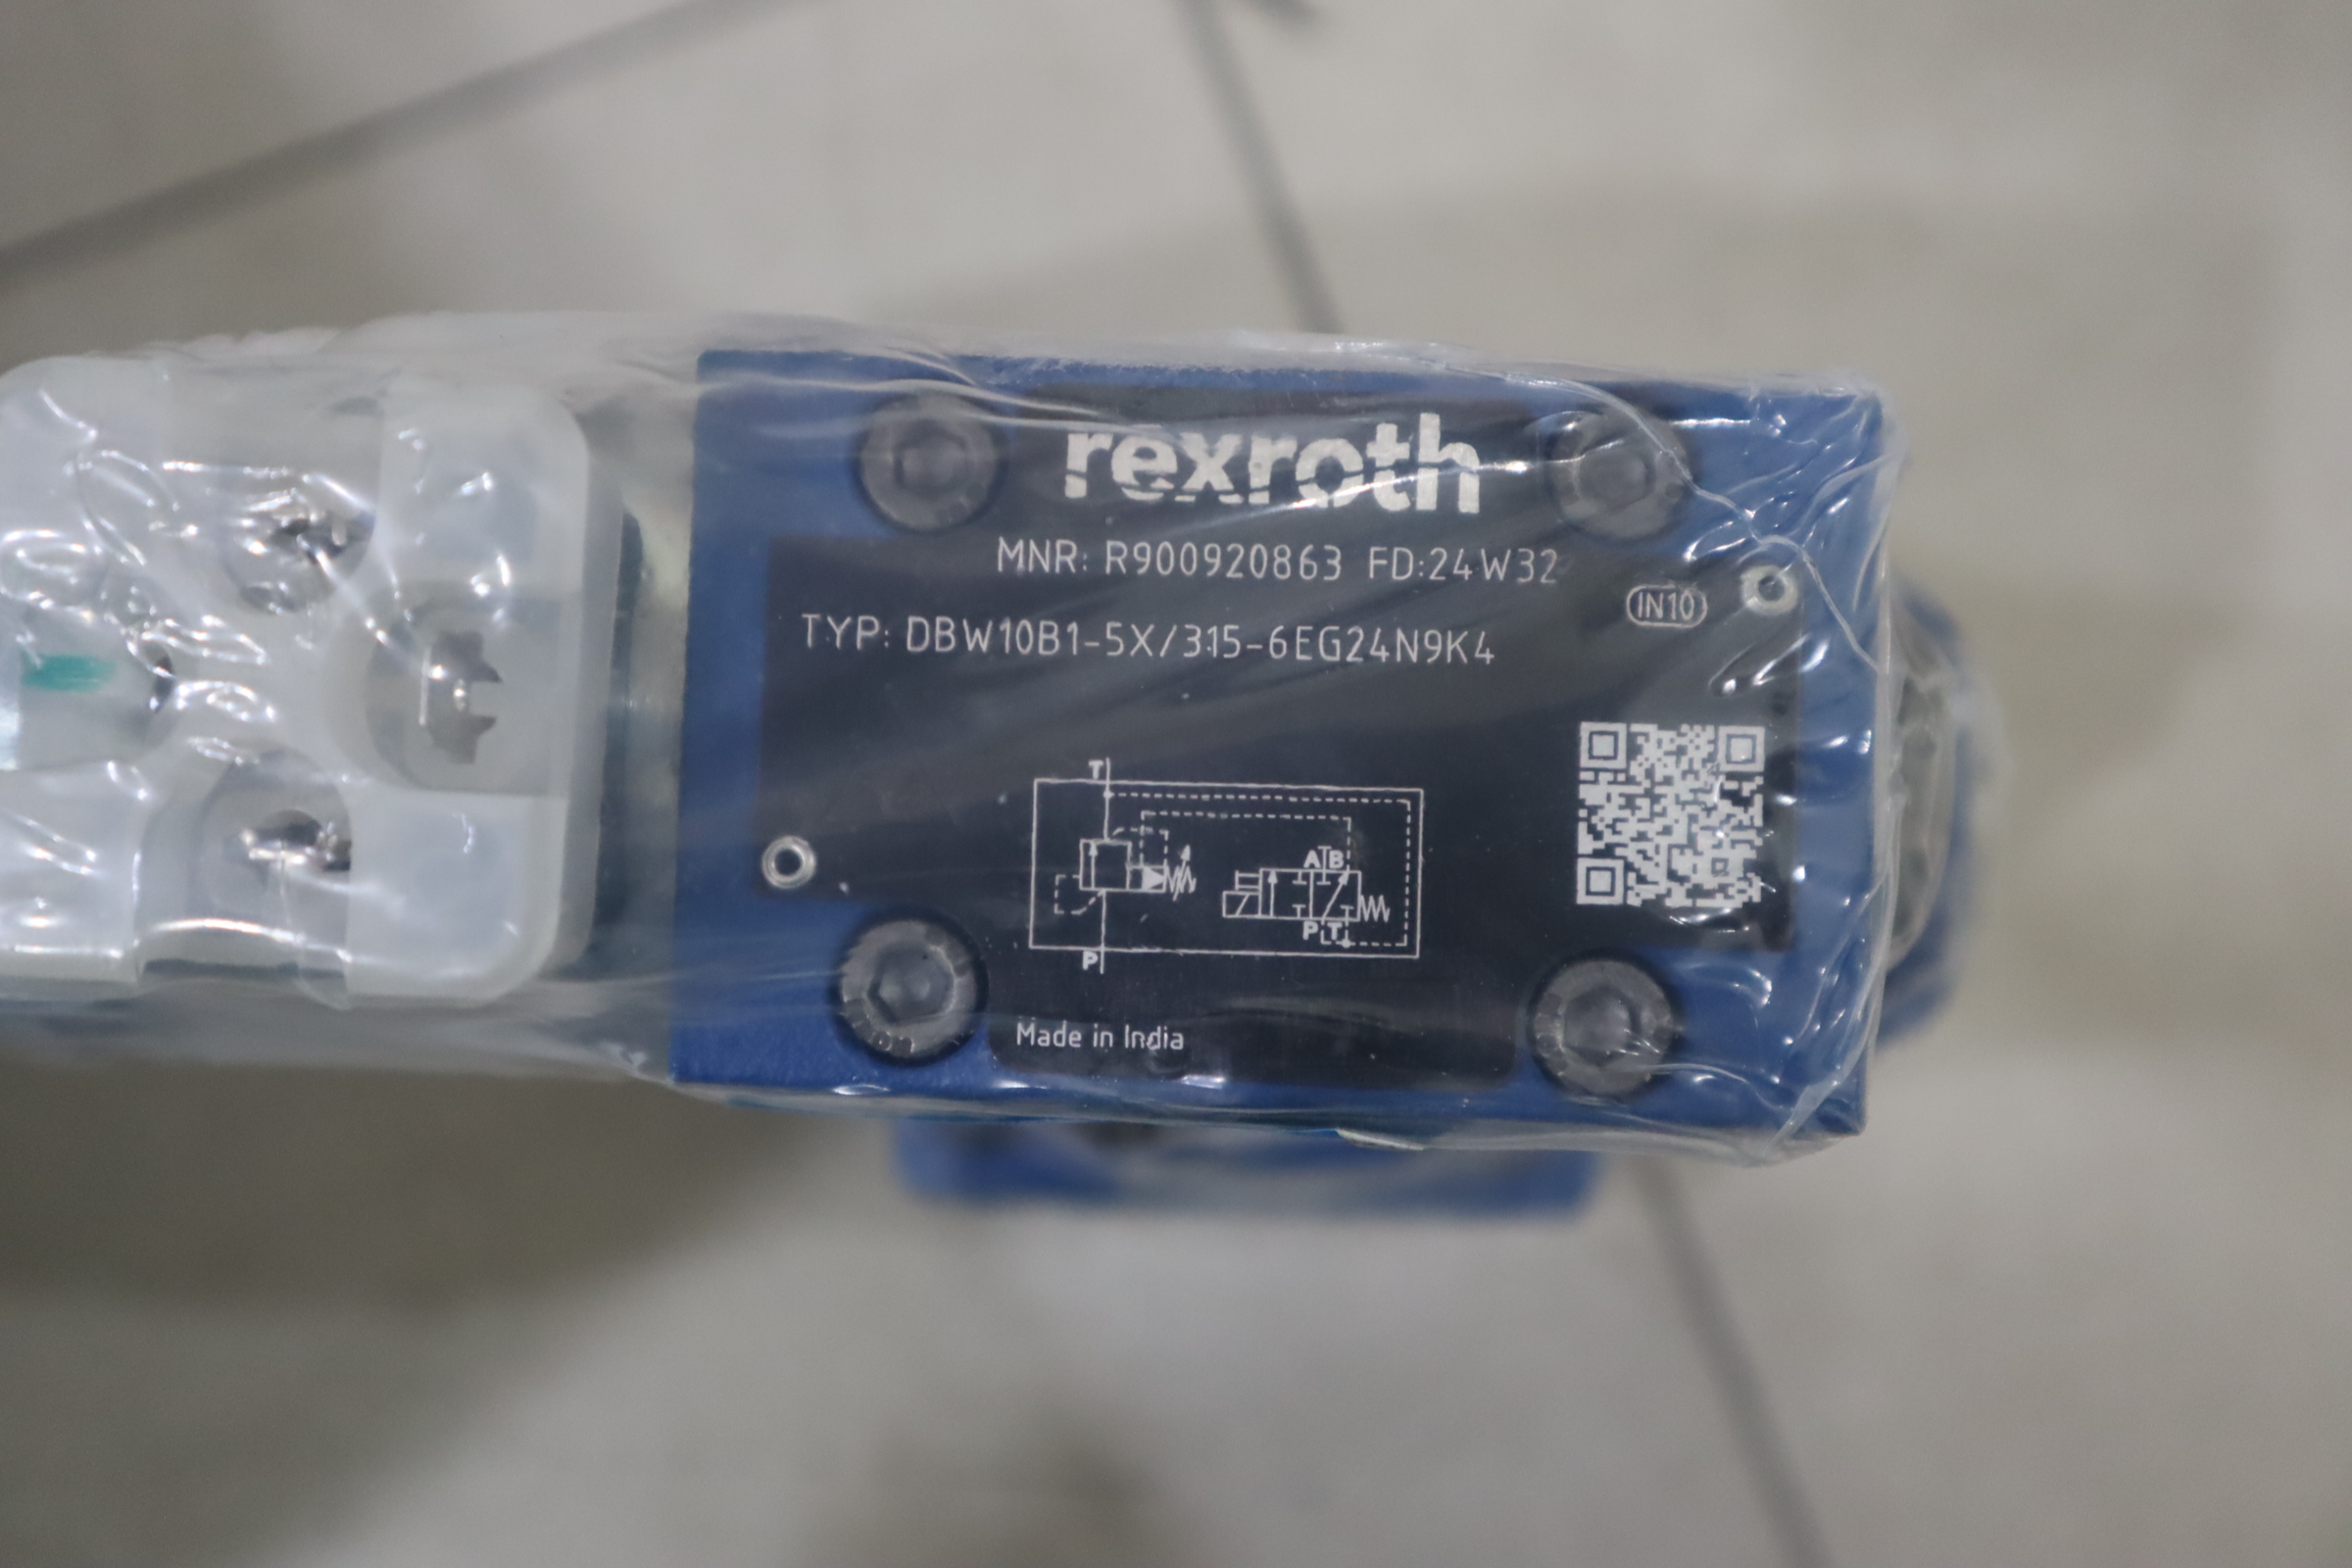 rexroth
MNR: R900920863 FD:24W32
IN10
TYP: DBW10B1-5X/315-6EG24N9K4
T
A B
P T
P
Made in India